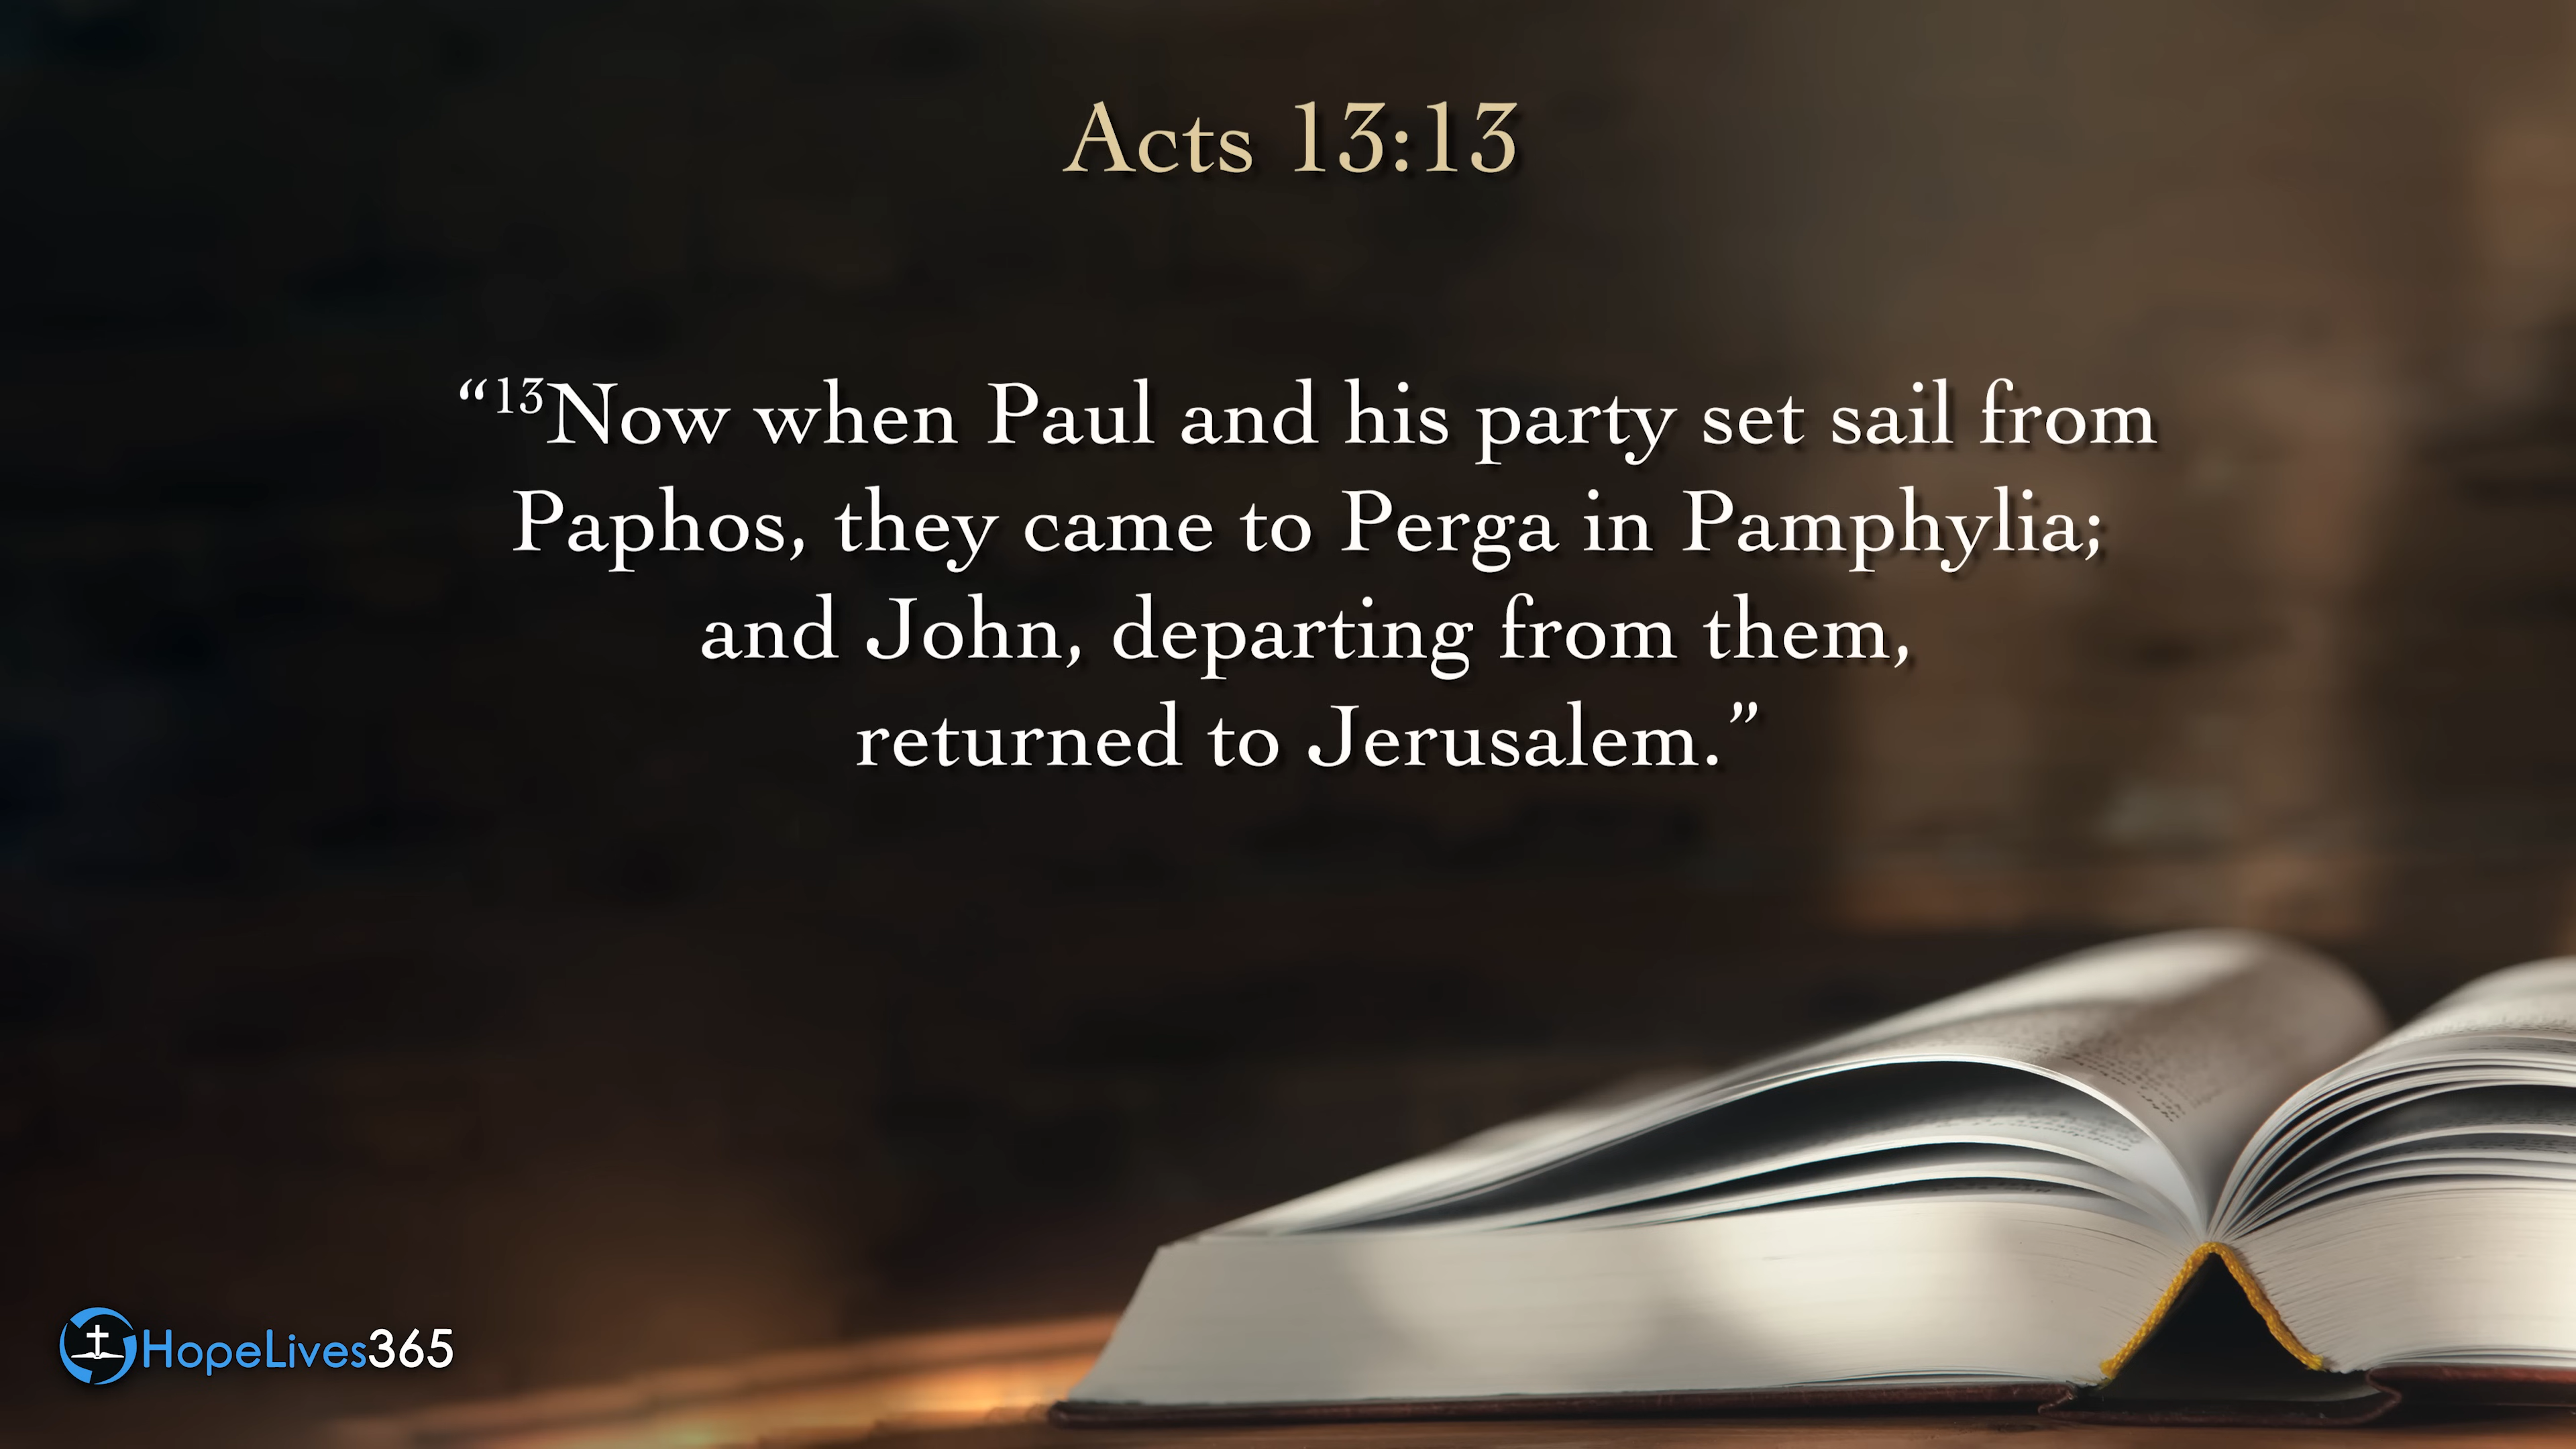 Acts 13:13
“¹³Now when Paul and his party set sail from
Paphos, they came to Perga in Pamphylia;
and John, departing from them,
returned to Jerusalem.”
HopeLives365